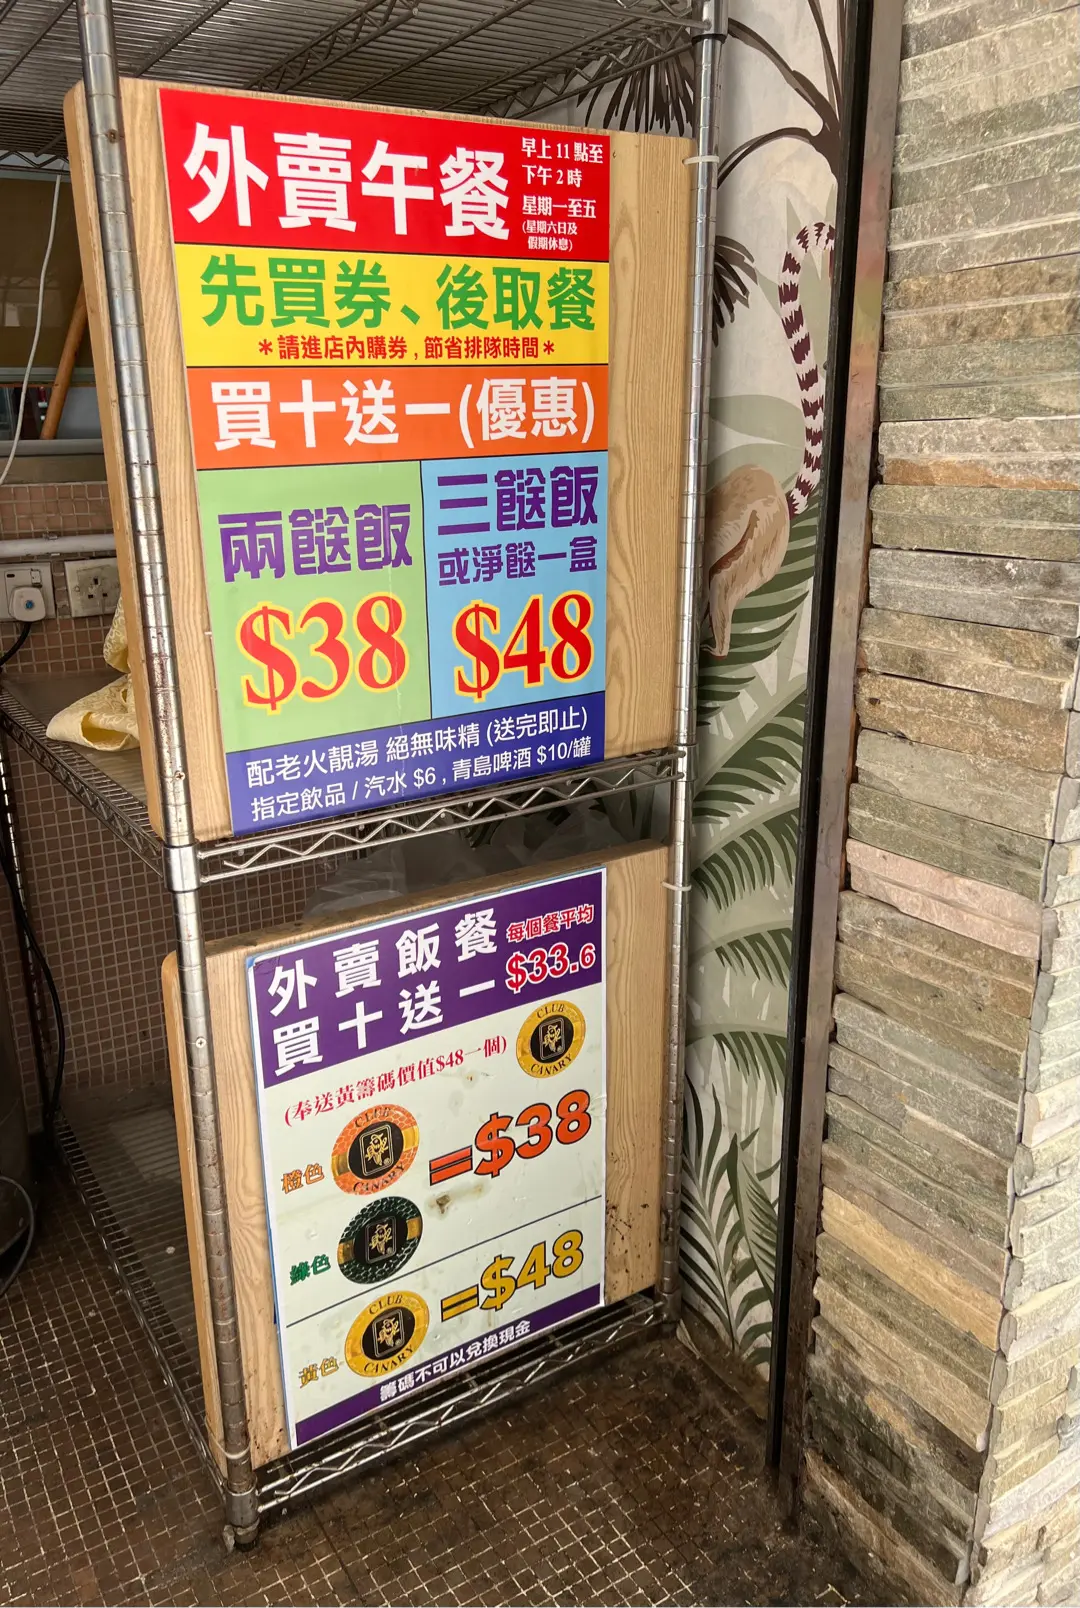 外賣午餐
早上 11 點至
下午 2 時
星期一至五
(星期六日及
假期休息)
先買券、後取餐
＊請進店內購券 , 節省排隊時間＊
買十送一(優惠)
兩餸飯
$38
三餸飯
或淨餸一盒
$48
配老火靚湯 絕無味精 (送完即止)
指定飲品 / 汽水 $6 , 青島啤酒 $10/罐
外賣飯餐
買十送一
每個餐平均
$33.6
(奉送黃籌碼價值$48一個)
CLUB
CANARY
橙色
CLUB
CANARY
=$38
綠色
黃色
CLUB
CANARY
=$48
籌碼不可以兌換現金